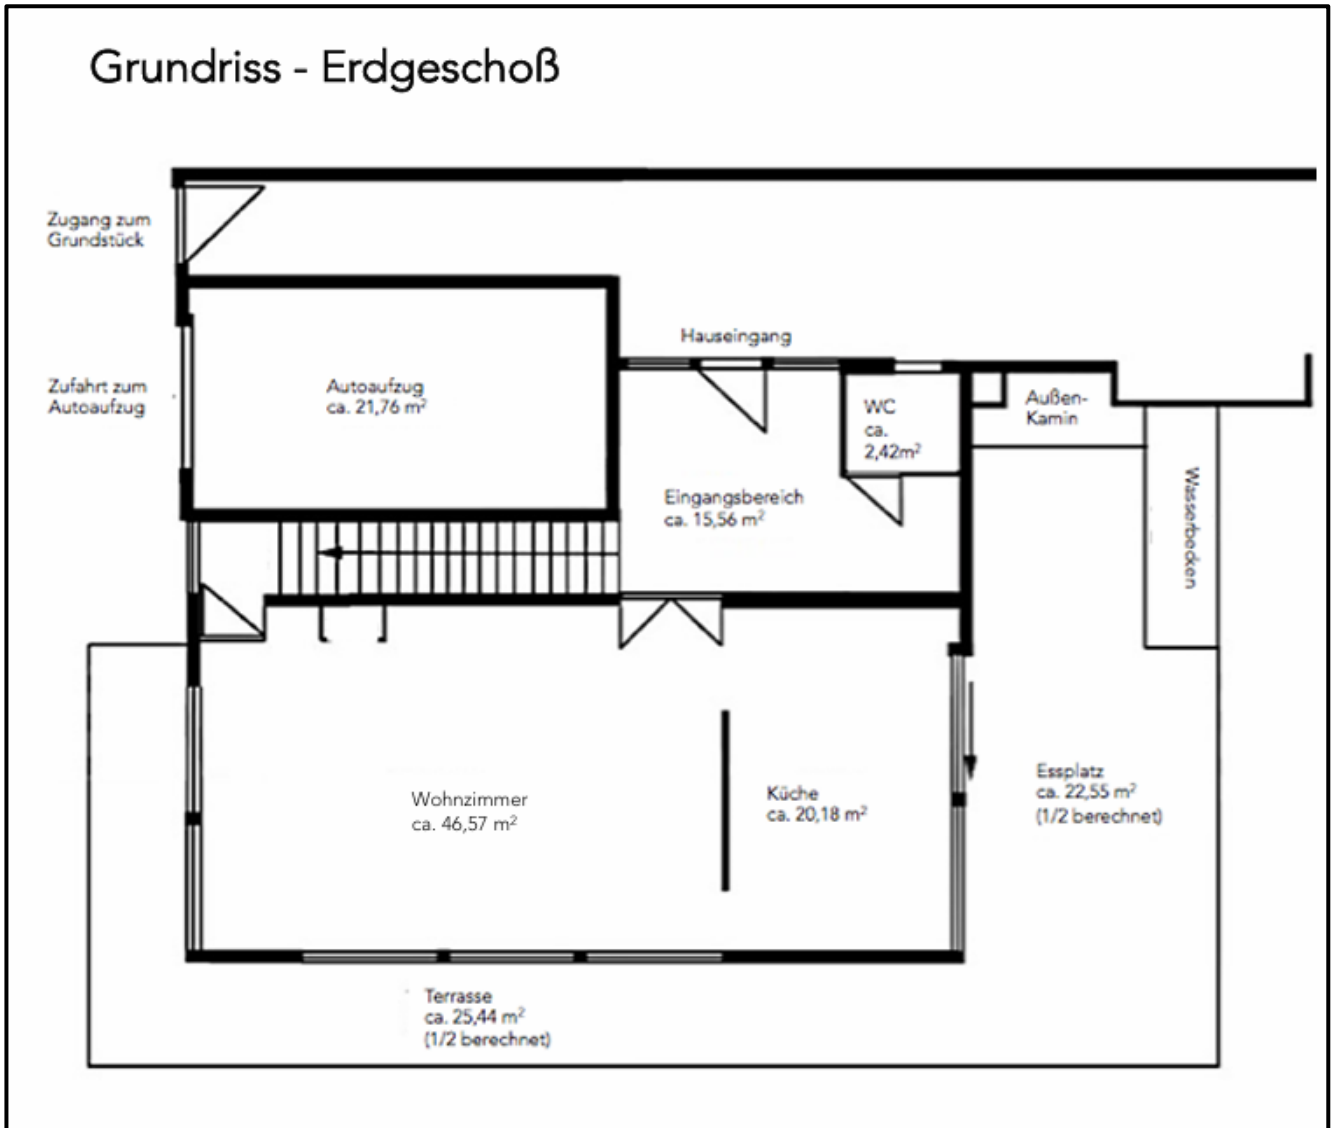 Grundriss - Erdgeschoß
Zugang zum
Grundstück
Hauseingang
Zufahrt zum
Autoaufzug
Autoaufzug
ca. 21,76 m²
WC
ca.
2,42m²
Außen-
Kamin
Eingangsbereich
ca. 15,56 m²
Wasserbecken
Wohnzimmer
ca. 46,57 m²
Küche
ca. 20,18 m²
Essplatz
ca. 22,55 m²
(1/2 berechnet)
Terrasse
ca. 25,44 m²
(1/2 berechnet)